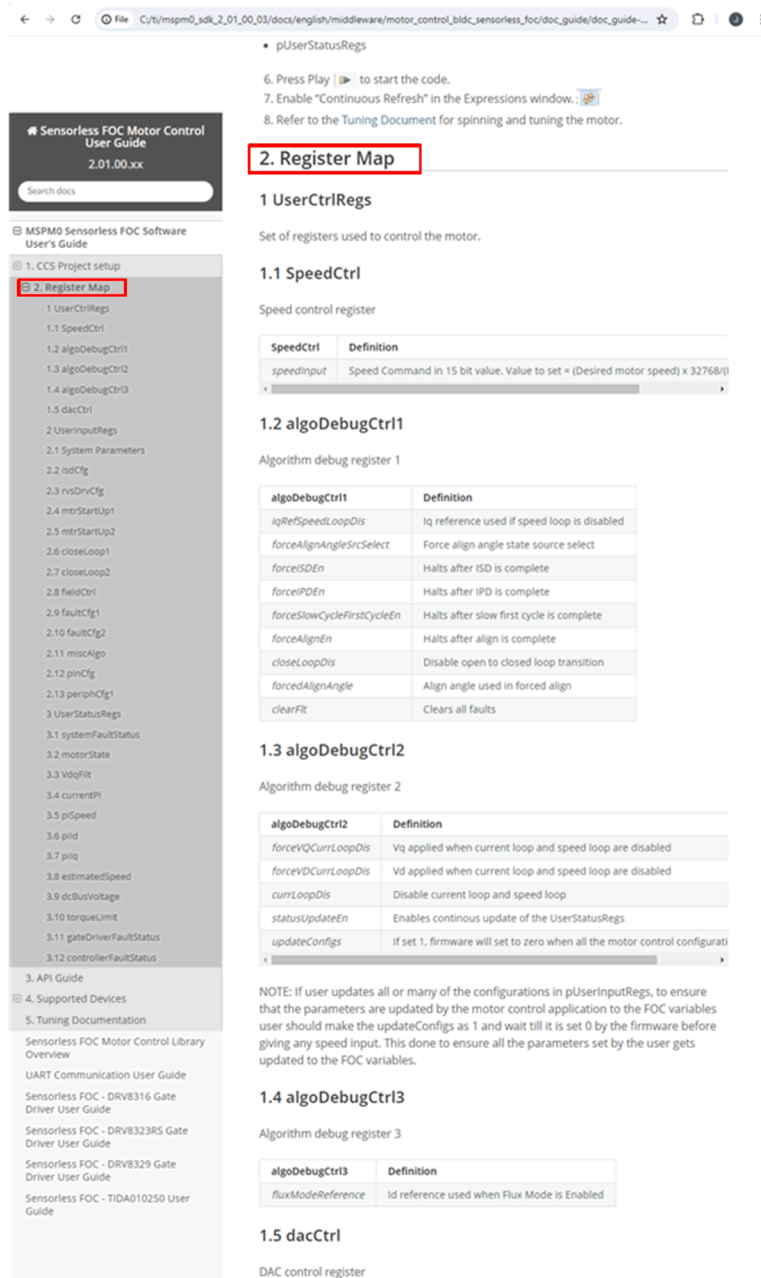 File C:/ti/mspm0_sdk_2_01_00_03/docs/english/middleware/motor_control_bldc_sensorless_foc/doc_guide/doc_guide-...
J
Sensorless FOC Motor Control
User Guide
2.01.00.xx
Search docs
MSPM0 Sensorless FOC Software
User's Guide
1. CCS Project setup
2. Register Map
1 UserCtrlRegs
1.1 SpeedCtrl
1.2 algoDebugCtrl1
1.3 algoDebugCtrl2
1.4 algoDebugCtrl3
1.5 dacCtrl
2 UserInputRegs
2.1 System Parameters
2.2 isdCfg
2.3 rvsDrvCfg
2.4 mtrStartUp1
2.5 mtrStartUp2
2.6 closeLoop1
2.7 closeLoop2
2.8 fieldCtrl
2.9 faultCfg1
2.10 faultCfg2
2.11 miscAlgo
2.12 pinCfg
2.13 periphCfg1
3 UserStatusRegs
3.1 systemFaultStatus
3.2 motorState
3.3 VdqFilt
3.4 currentPi
3.5 piSpeed
3.6 piId
3.7 piIq
3.8 estimatedSpeed
3.9 dcBusVoltage
3.10 torqueLimit
3.11 gateDriverFaultStatus
3.12 controllerFaultStatus
3. API Guide
4. Supported Devices
5. Tuning Documentation
Sensorless FOC Motor Control Library
Overview
UART Communication User Guide
Sensorless FOC - DRV8316 Gate
Driver User Guide
Sensorless FOC - DRV8323RS Gate
Driver User Guide
Sensorless FOC - DRV8329 Gate
Driver User Guide
Sensorless FOC - TIDA010250 User
Guide
• pUserStatusRegs
6. Press Play to start the code.
7. Enable “Continuous Refresh” in the Expressions window. :
8. Refer to the Tuning Document for spinning and tuning the motor.
2. Register Map
1 UserCtrlRegs
Set of registers used to control the motor.
1.1 SpeedCtrl
Speed control register
SpeedCtrl Definition
speedInput Speed Command in 15 bit value. Value to set = (Desired motor speed) x 32768/(
1.2 algoDebugCtrl1
Algorithm debug register 1
algoDebugCtrl1 Definition
iqRefSpeedLoopDis Iq reference used if speed loop is disabled
forceAlignAngleSrcSelect Force align angle state source select
forceISDEn Halts after ISD is complete
forceIPDEn Halts after IPD is complete
forceSlowCycleFirstCycleEn Halts after slow first cycle is complete
forceAlignEn Halts after align is complete
closeLoopDis Disable open to closed loop transition
forcedAlignAngle Align angle used in forced align
clearFlt Clears all faults
1.3 algoDebugCtrl2
Algorithm debug register 2
algoDebugCtrl2 Definition
forceVQCurrLoopDis Vq applied when current loop and speed loop are disabled
forceVDCurrLoopDis Vd applied when current loop and speed loop are disabled
currLoopDis Disable current loop and speed loop
statusUpdateEn Enables continous update of the UserStatusRegs
updateConfigs If set 1, firmware will set to zero when all the motor control configurati
NOTE: If user updates all or many of the configurations in pUserInputRegs, to ensure
that the parameters are updated by the motor control application to the FOC variables
user should make the updateConfigs as 1 and wait till it is set 0 by the firmware before
giving any speed input. This done to ensure all the parameters set by the user gets
updated to the FOC variables.
1.4 algoDebugCtrl3
Algorithm debug register 3
algoDebugCtrl3 Definition
fluxModeReference Id reference used when Flux Mode is Enabled
1.5 dacCtrl
DAC control register